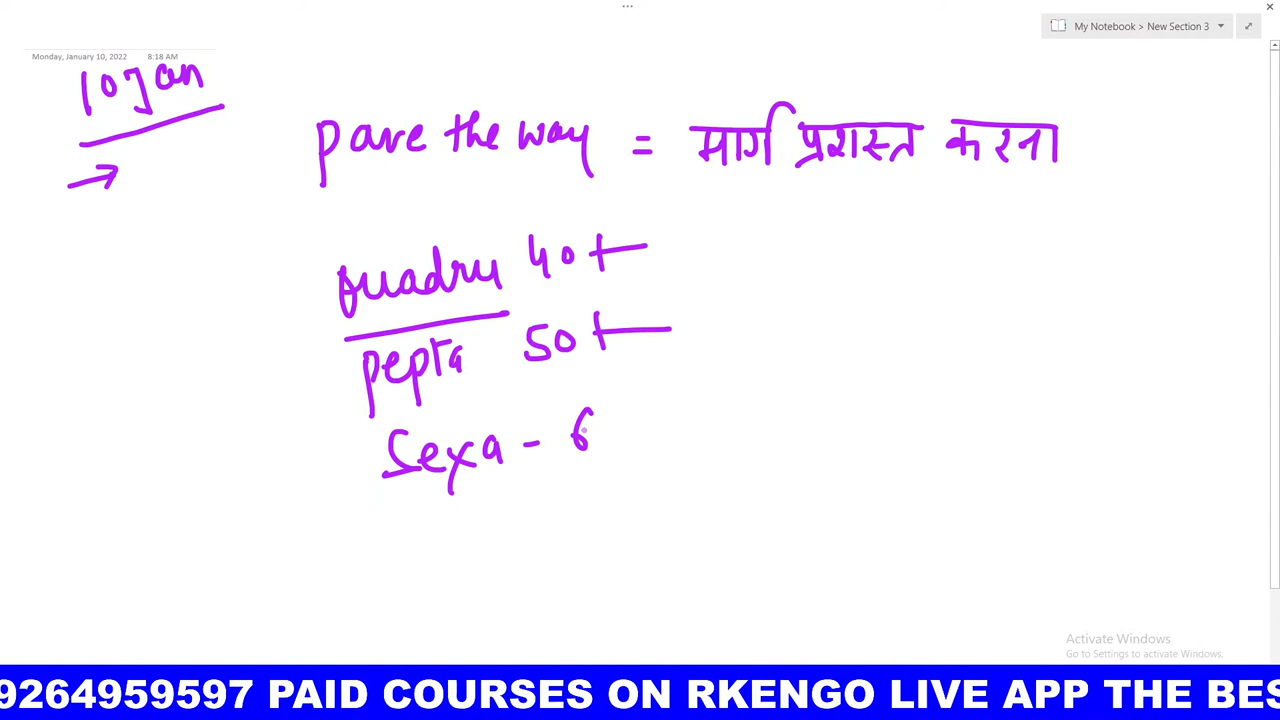 ...
My Notebook > New Section 3
Monday, January 10, 2022 8:18 AM
10 Jan
pave the way = मार्ग प्रशस्त करना
quadru 40+
pepta 50+
Sexa - 6
Activate Windows
Go to Settings to activate Windows.
9264959597 PAID COURSES ON RKENGO LIVE APP THE BES